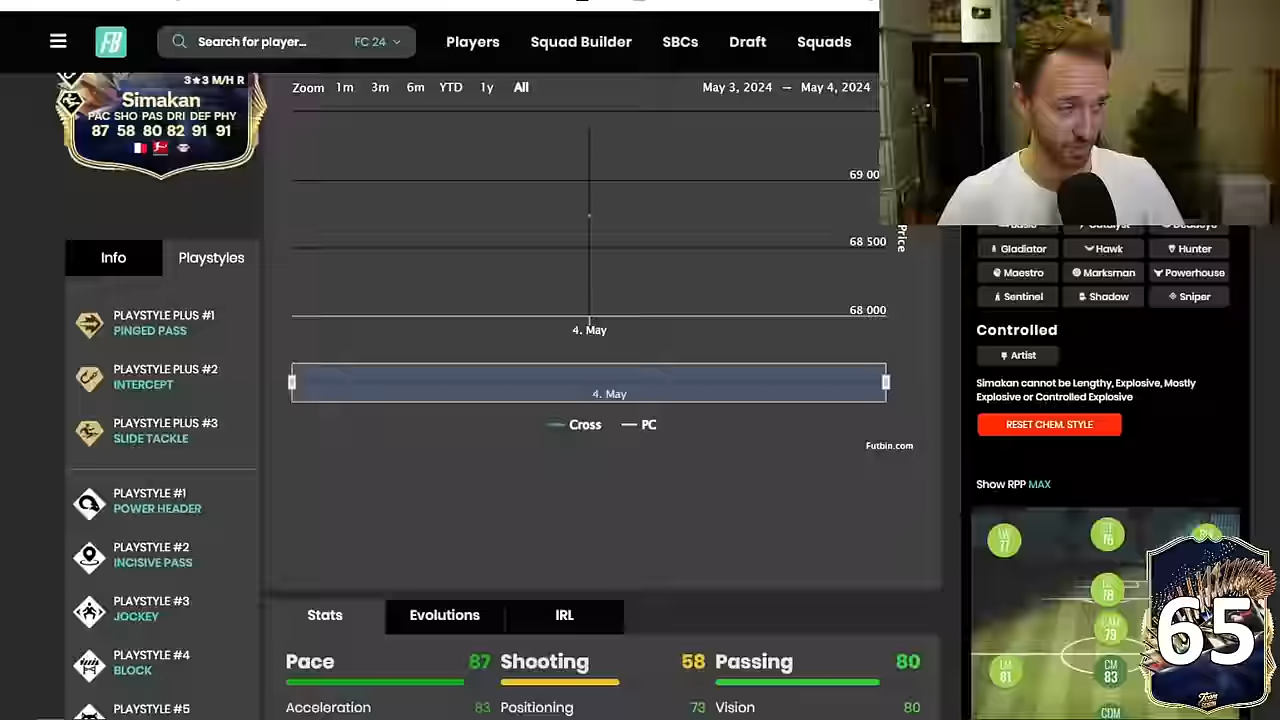 FB
Search for player...
FC 24
Players
Squad Builder
SBCs
Draft
Squads
3★3 M/H R
Simakan
PAC SHO PAS DRI DEF PHY
87 58 80 82 91 91
Zoom 1m 3m 6m YTD 1y All
May 3, 2024 – May 4, 2024
69 00
68 500
68 000
Price
4. May
4. May
Cross PC
Futbin.com
Info
Playstyles
PLAYSTYLE PLUS #1
PINGED PASS
PLAYSTYLE PLUS #2
INTERCEPT
PLAYSTYLE PLUS #3
SLIDE TACKLE
PLAYSTYLE #1
POWER HEADER
PLAYSTYLE #2
INCISIVE PASS
PLAYSTYLE #3
JOCKEY
PLAYSTYLE #4
BLOCK
PLAYSTYLE #5
Stats
Evolutions
IRL
Pace 87
Shooting 58
Passing 80
Acceleration 83
Positioning 73
Vision 80
Gladiator Hawk Hunter
Maestro Marksman Powerhouse
Sentinel Shadow Sniper
Controlled
Artist
Simakan cannot be Lengthy, Explosive, Mostly
Explosive or Controlled Explosive
RESET CHEM. STYLE
Show RPP MAX
LW
77
76
78
CAM
79
LM
81
CM
83
CDM
65